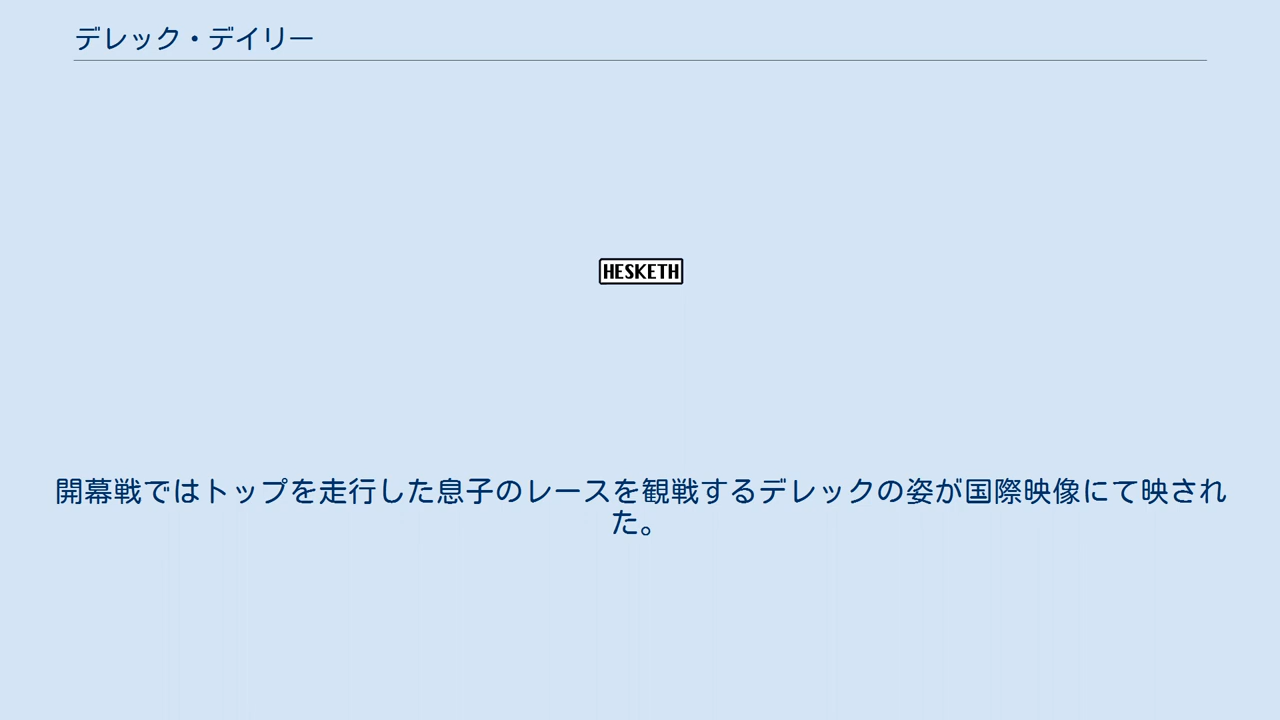 デレック・デイリー
HESKETH
開幕戦ではトップを走行した息子のレースを観戦するデレックの姿が国際映像にて映され
た。